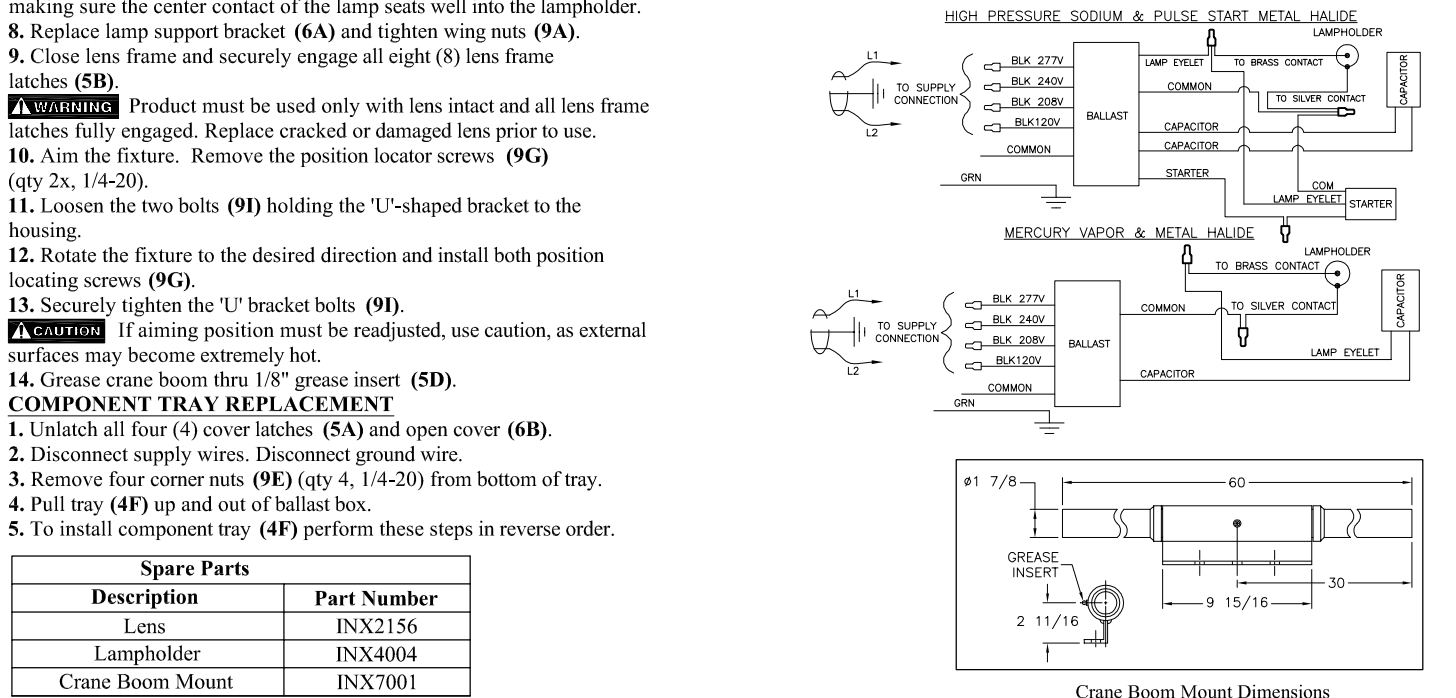 making sure the center contact of the lamp seats well into the lampholder.
8. Replace lamp support bracket (6A) and tighten wing nuts (9A).
9. Close lens frame and securely engage all eight (8) lens frame
latches (5B).
WARNING Product must be used only with lens intact and all lens frame
latches fully engaged. Replace cracked or damaged lens prior to use.
10. Aim the fixture. Remove the position locator screws (9G)
(qty 2x, 1/4-20).
11. Loosen the two bolts (9I) holding the 'U'-shaped bracket to the
housing.
12. Rotate the fixture to the desired direction and install both position
locating screws (9G).
13. Securely tighten the 'U' bracket bolts (9I).
CAUTION If aiming position must be readjusted, use caution, as external
surfaces may become extremely hot.
14. Grease crane boom thru 1/8" grease insert (5D).
COMPONENT TRAY REPLACEMENT
1. Unlatch all four (4) cover latches (5A) and open cover (6B).
2. Disconnect supply wires. Disconnect ground wire.
3. Remove four corner nuts (9E) (qty 4, 1/4-20) from bottom of tray.
4. Pull tray (4F) up and out of ballast box.
5. To install component tray (4F) perform these steps in reverse order.
Spare Parts
Description Part Number
Lens INX2156
Lampholder INX4004
Crane Boom Mount INX7001
HIGH PRESSURE SODIUM & PULSE START METAL HALIDE
LAMPHOLDER
L1
TO SUPPLY
CONNECTION
L2
BLK 277V
BLK 240V
BLK 208V
BLK120V
COMMON
GRN
BALLAST
LAMP EYELET
TO BRASS CONTACT
COMMON
TO SILVER CONTACT
CAPACITOR
CAPACITOR
CAPACITOR
STARTER
COM
LAMP EYELET
STARTER
MERCURY VAPOR & METAL HALIDE
LAMPHOLDER
TO BRASS CONTACT
L1
TO SUPPLY
CONNECTION
L2
BLK 277V
BLK 240V
BLK 208V
BLK120V
COMMON
GRN
BALLAST
COMMON
TO SILVER CONTACT
CAPACITOR
LAMP EYELET
CAPACITOR
ø1 7/8
60
GREASE
INSERT
30
9 15/16
2 11/16
Crane Boom Mount Dimensions